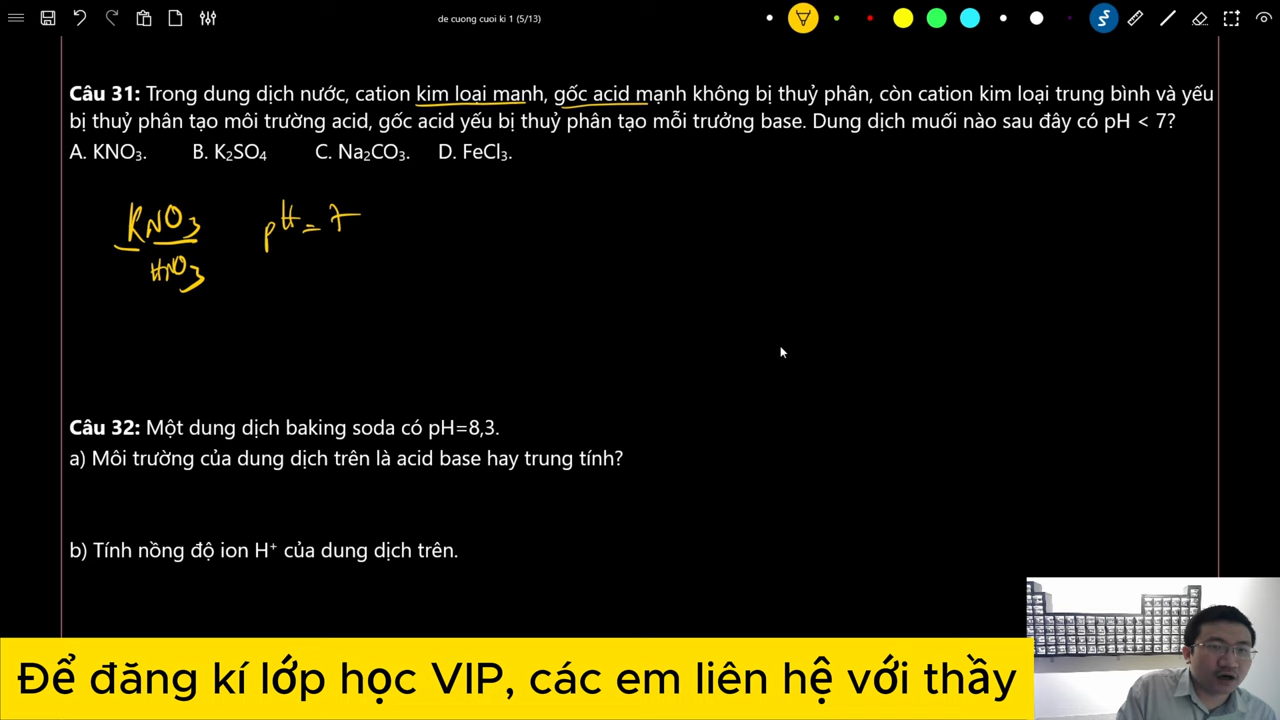 de cuong cuoi ki 1 (5/13)
Câu 31: Trong dung dịch nước, cation kim loại mạnh, gốc acid mạnh không bị thuỷ phân, còn cation kim loại trung bình và yếu
bị thuỷ phân tạo môi trường acid, gốc acid yếu bị thuỷ phân tạo mỗi trưởng base. Dung dịch muối nào sau đây có pH < 7?
A. KNO₃. B. K₂SO₄ C. Na₂CO₃. D. FeCl₃.
KNO₃ pH = 7
HNO₃
Câu 32: Một dung dịch baking soda có pH=8,3.
a) Môi trường của dung dịch trên là acid base hay trung tính?
b) Tính nồng độ ion H⁺ của dung dịch trên.
Để đăng kí lớp học VIP, các em liên hệ với thầy